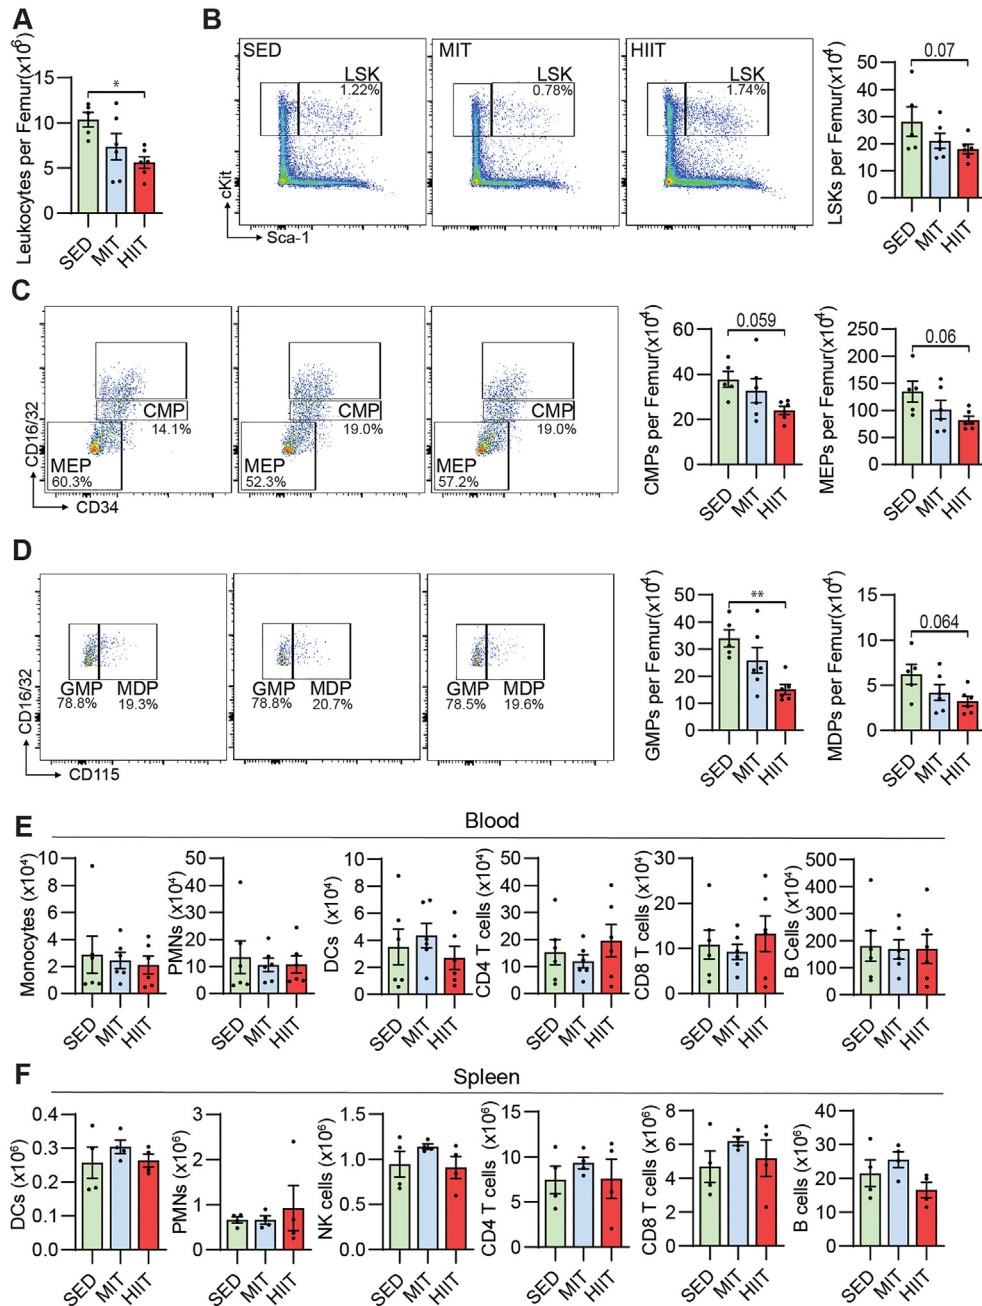 A
Leukocytes per Femur(x10⁶)
15
10
5
0
*
SED
MIT
HIIT
B
SED
LSK
1.22%
MIT
LSK
0.78%
HIIT
LSK
1.74%
cKit
Sca-1
LSKs per Femur(x10⁴)
50
40
30
20
10
0
0.07
SED
MIT
HIIT
C
CMP
14.1%
MEP
60.3%
CMP
19.0%
MEP
52.3%
CMP
19.0%
MEP
57.2%
CD16/32
CD34
CMPs per Femur(x10⁴)
60
40
20
0
0.059
SED
MIT
HIIT
MEPs per Femur(x10⁴)
250
200
150
100
50
0
0.06
SED
MIT
HIIT
D
GMP
78.8%
MDP
19.3%
GMP
78.8%
MDP
20.7%
GMP
78.5%
MDP
19.6%
CD16/32
CD115
GMPs per Femur(x10⁴)
50
40
30
20
10
0
**
SED
MIT
HIIT
MDPs per Femur(x10⁴)
15
10
5
0
0.064
SED
MIT
HIIT
E
Blood
Monocytes (x10⁴)
10
8
6
4
2
0
SED
MIT
HIIT
PMNs (x10⁴)
50
40
30
20
10
0
SED
MIT
HIIT
DCs (x10⁴)
10
8
6
4
2
0
SED
MIT
HIIT
CD4 T cells (x10⁴)
50
40
30
20
10
0
SED
MIT
HIIT
CD8 T cells (x10⁴)
30
20
10
0
SED
MIT
HIIT
B Cells (x10⁴)
500
400
300
200
100
0
SED
MIT
HIIT
F
Spleen
DCs (x10⁶)
0.4
0.3
0.2
0.1
0.0
SED
MIT
HIIT
PMNs (x10⁶)
3
2
1
0
SED
MIT
HIIT
NK cells (x10⁶)
1.5
1.0
0.5
0.0
SED
MIT
HIIT
CD4 T cells (x10⁶)
15
10
5
0
SED
MIT
HIIT
CD8 T cells (x10⁶)
8
6
4
2
0
SED
MIT
HIIT
B cells (x10⁶)
40
30
20
10
0
SED
MIT
HIIT